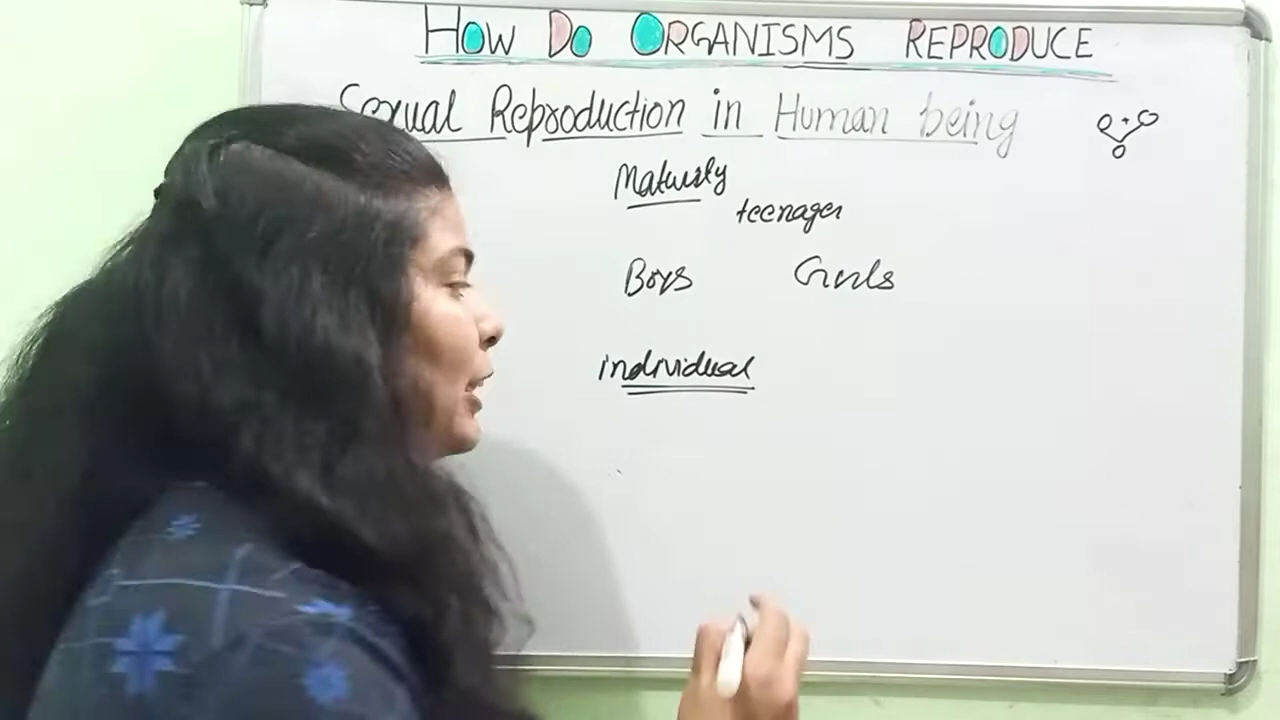 HOW DO ORGANISMS REPRODUCE
Sexual Reproduction in Human being
Maturity
teenager
Boys Girls
individual